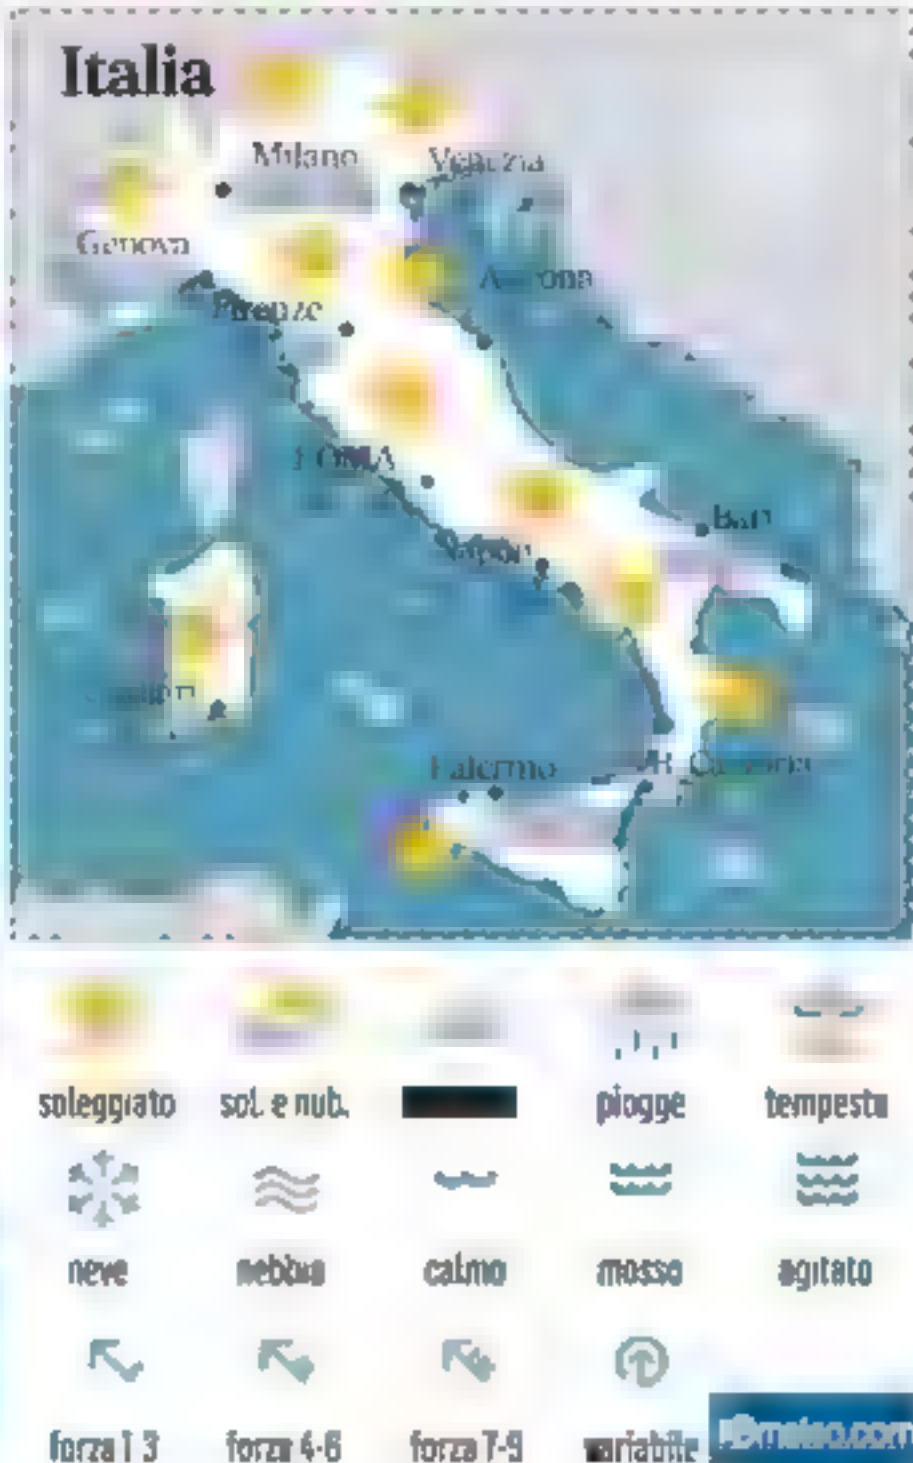 Italia
Milano
Venezia
Genova
Firenze
ROMA
Bari
Napoli
Palermo
soleggiato
sol. e nub.
piogge
tempesta
neve
nebbia
calmo
mosso
agitato
forza 1-3
forza 4-6
forza 7-9
variabile